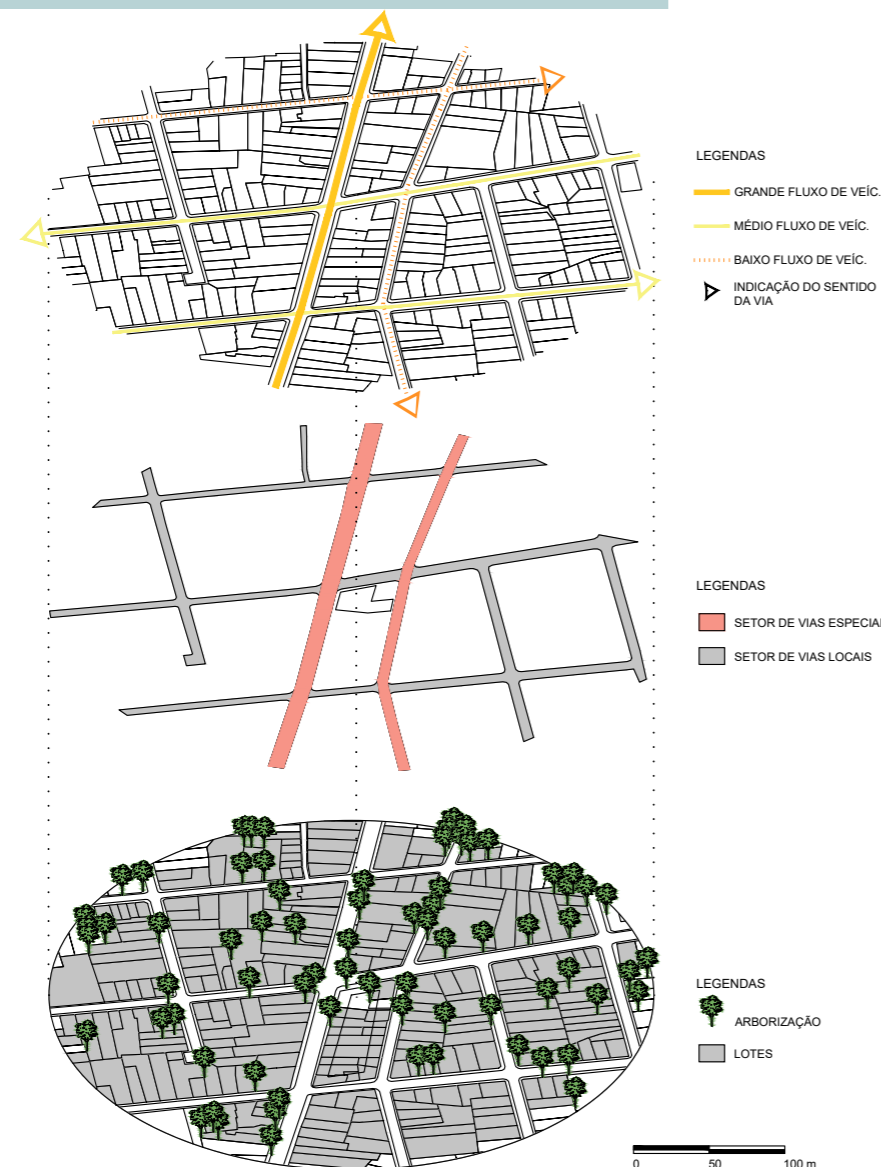 LEGENDAS
GRANDE FLUXO DE VEÍC.
MÉDIO FLUXO DE VEÍC.
BAIXO FLUXO DE VEÍC.
INDICAÇÃO DO SENTIDO
DA VIA
LEGENDAS
SETOR DE VIAS ESPECIAI
SETOR DE VIAS LOCAIS
LEGENDAS
ARBORIZAÇÃO
LOTES
0 50 100 m